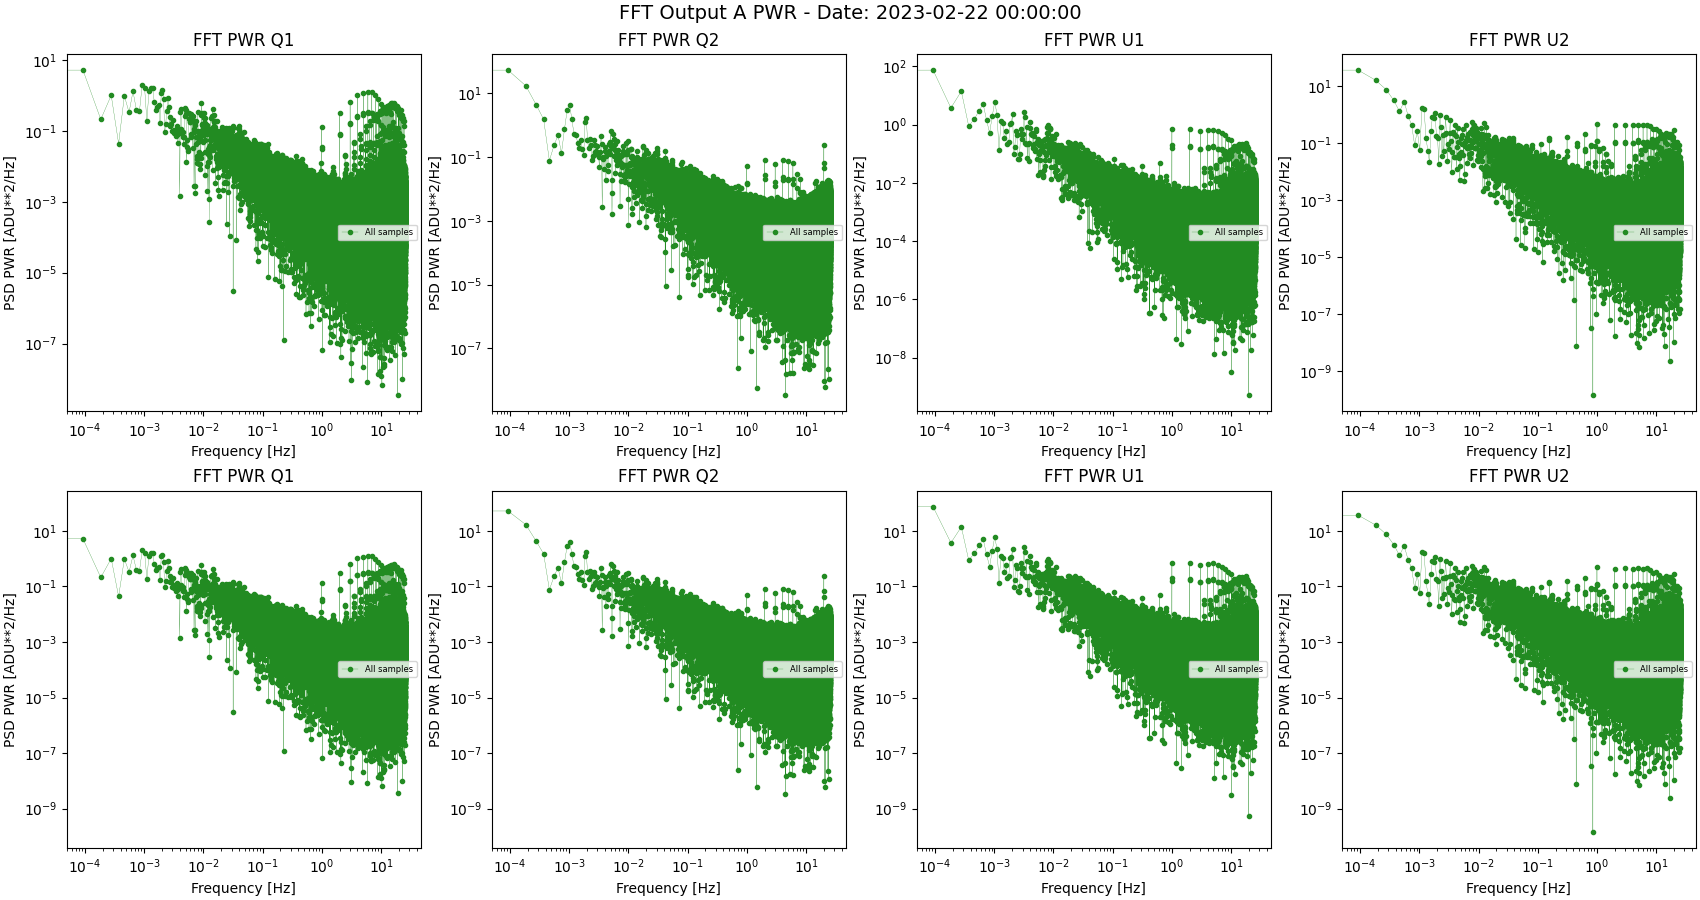 FFT Output A PWR - Date: 2023-02-22 00:00:00
FFT PWR Q1
FFT PWR Q2
FFT PWR U1
FFT PWR U2
PSD PWR [ADU**2/Hz]
10^1
10^-1
10^-3
10^-5
10^-7
All samples
10^-4 10^-3 10^-2 10^-1 10^0 10^1
Frequency [Hz]
PSD PWR [ADU**2/Hz]
10^1
10^-1
10^-3
10^-5
10^-7
All samples
10^-4 10^-3 10^-2 10^-1 10^0 10^1
Frequency [Hz]
PSD PWR [ADU**2/Hz]
10^2
10^0
10^-2
10^-4
10^-6
10^-8
All samples
10^-4 10^-3 10^-2 10^-1 10^0 10^1
Frequency [Hz]
PSD PWR [ADU**2/Hz]
10^1
10^-1
10^-3
10^-5
10^-7
10^-9
All samples
10^-4 10^-3 10^-2 10^-1 10^0 10^1
Frequency [Hz]
FFT PWR Q1
FFT PWR Q2
FFT PWR U1
FFT PWR U2
PSD PWR [ADU**2/Hz]
10^1
10^-1
10^-3
10^-5
10^-7
10^-9
All samples
10^-4 10^-3 10^-2 10^-1 10^0 10^1
Frequency [Hz]
PSD PWR [ADU**2/Hz]
10^1
10^-1
10^-3
10^-5
10^-7
10^-9
All samples
10^-4 10^-3 10^-2 10^-1 10^0 10^1
Frequency [Hz]
PSD PWR [ADU**2/Hz]
10^1
10^-1
10^-3
10^-5
10^-7
10^-9
All samples
10^-4 10^-3 10^-2 10^-1 10^0 10^1
Frequency [Hz]
PSD PWR [ADU**2/Hz]
10^1
10^-1
10^-3
10^-5
10^-7
10^-9
All samples
10^-4 10^-3 10^-2 10^-1 10^0 10^1
Frequency [Hz]